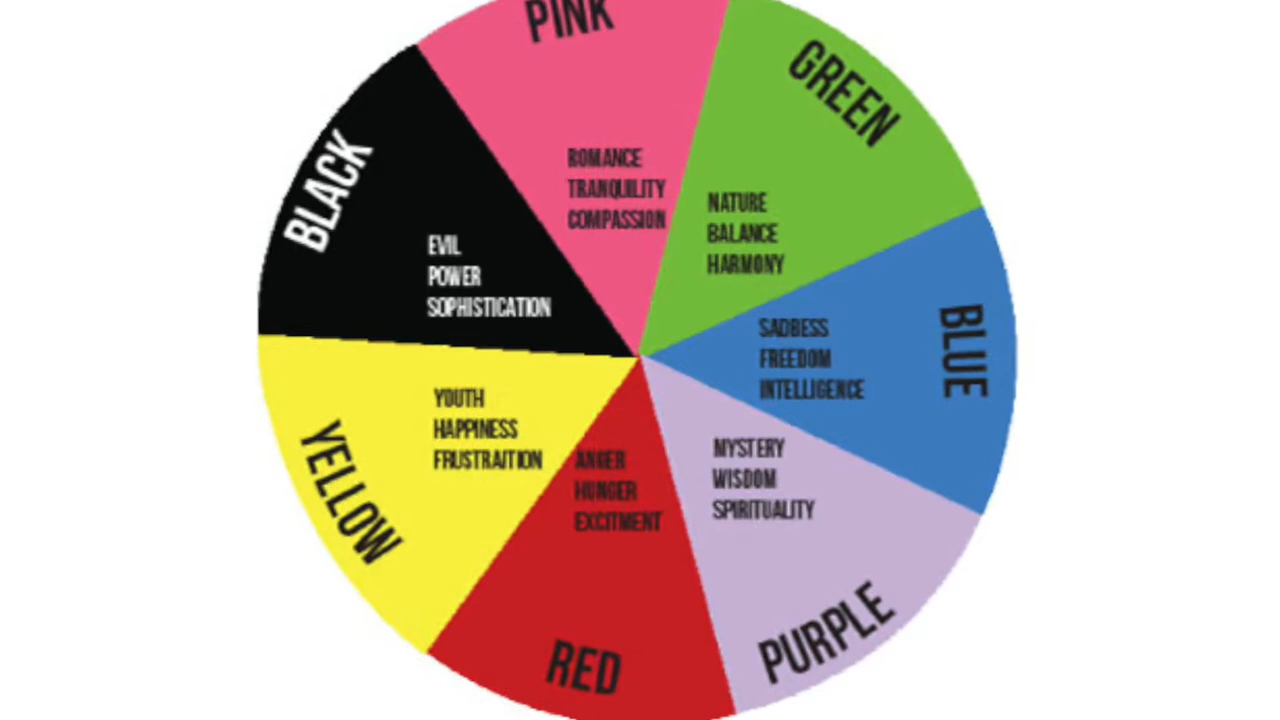 PINK
ROMANCE
TRANQUILITY
COMPASSION
GREEN
NATURE
BALANCE
HARMONY
BLUE
SADBESS
FREEDOM
INTELLIGENCE
PURPLE
MYSTERY
WISDOM
SPIRITUALITY
RED
ANGER
HUNGER
EXCITMENT
YELLOW
YOUTH
HAPPINESS
FRUSTRAITION
BLACK
EVIL
POWER
SOPHISTICATION